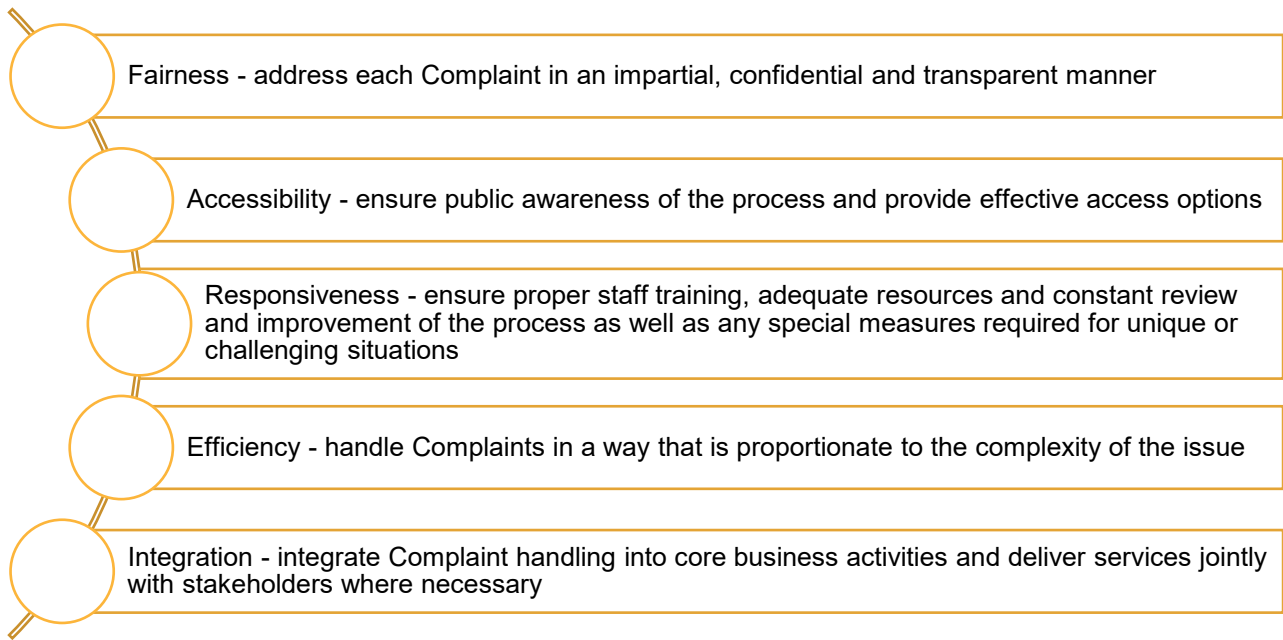 Fairness - address each Complaint in an impartial, confidential and transparent manner
Accessibility - ensure public awareness of the process and provide effective access options
Responsiveness - ensure proper staff training, adequate resources and constant review
and improvement of the process as well as any special measures required for unique or
challenging situations
Efficiency - handle Complaints in a way that is proportionate to the complexity of the issue
Integration - integrate Complaint handling into core business activities and deliver services jointly
with stakeholders where necessary